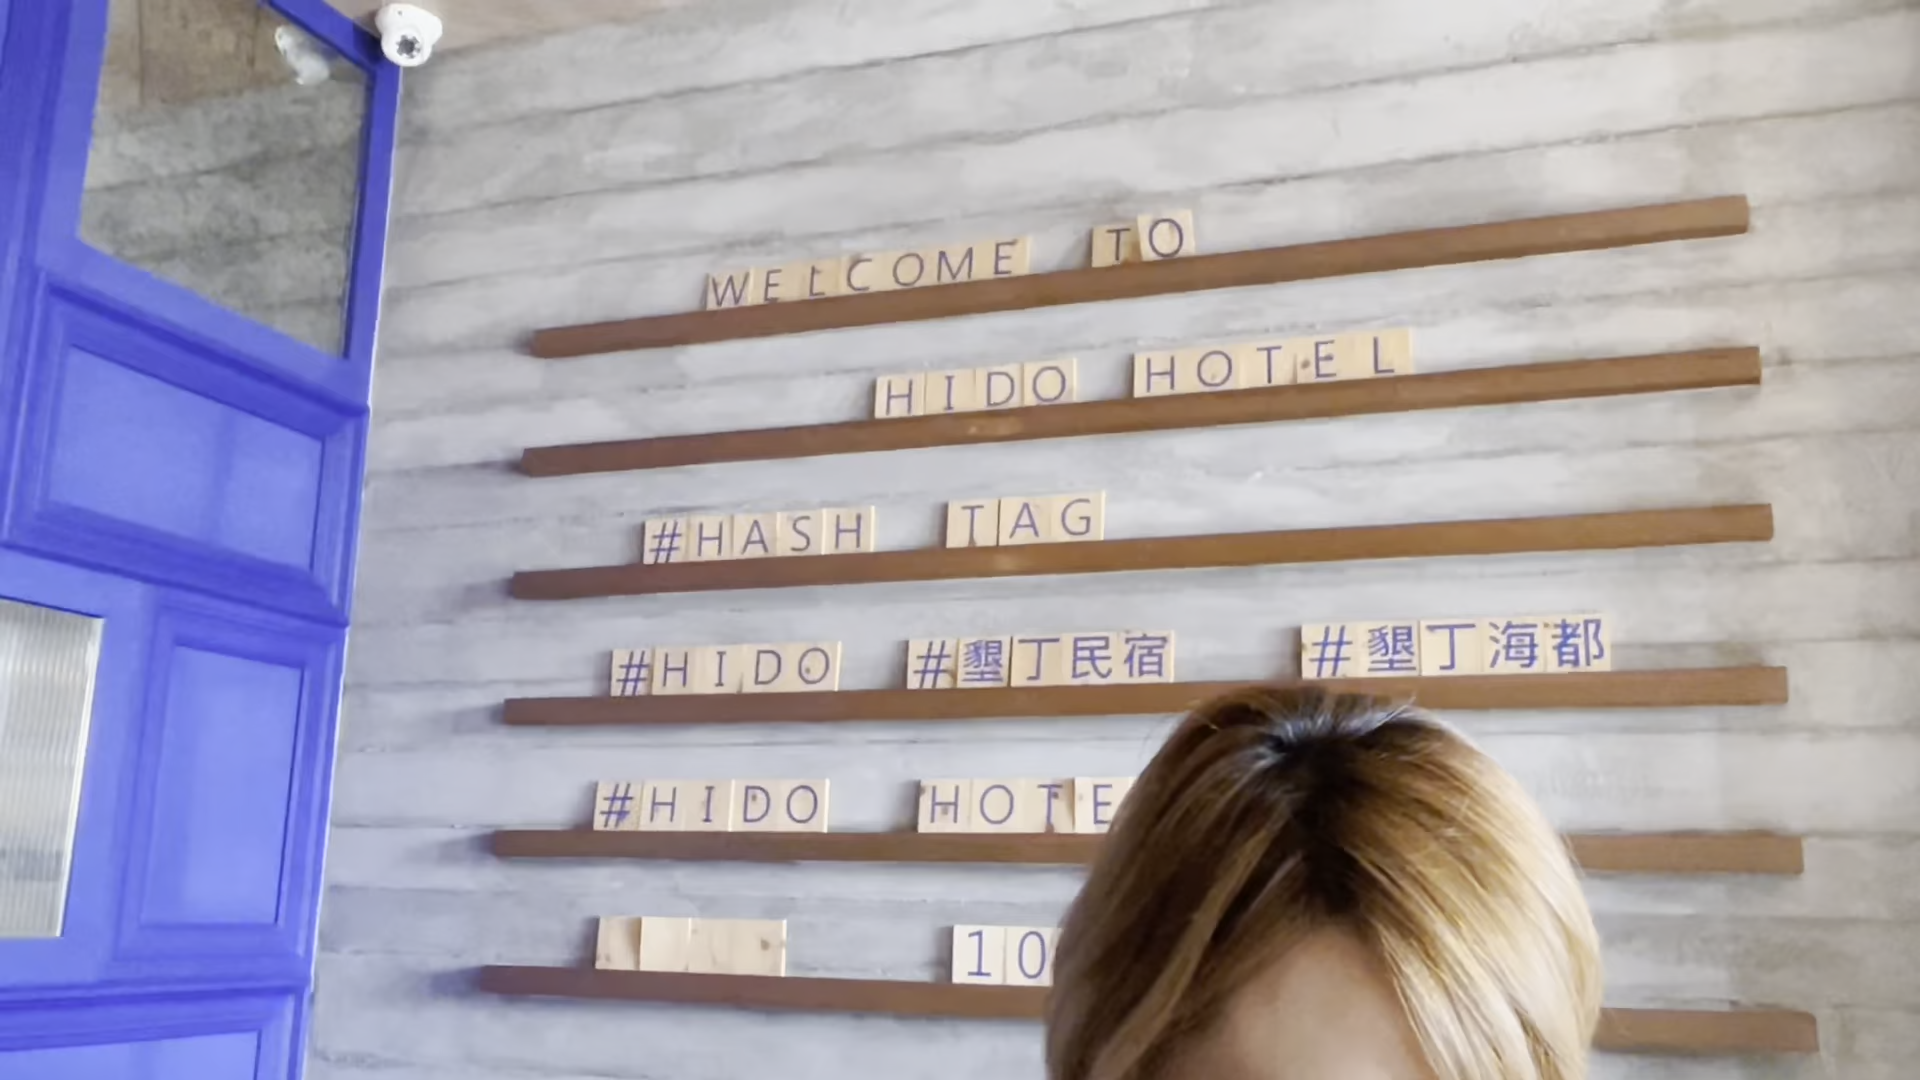 WELCOME TO
HIDO HOTEL
#HASH TAG
#HIDO #墾丁民宿 #墾丁海都
#HIDO HOTE
10